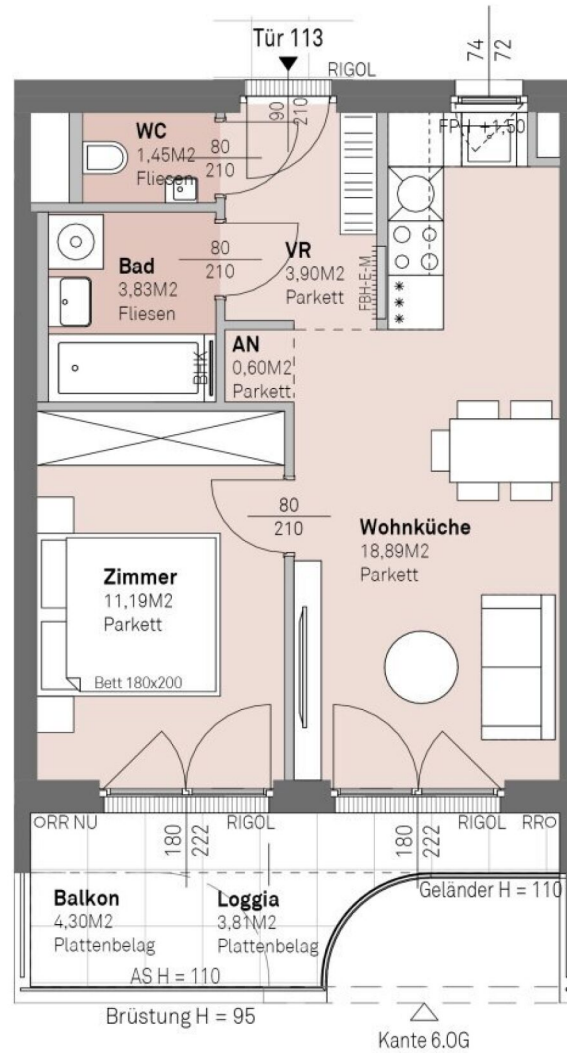 Tür 113
74
72
RIGOL
90
210
FPH +1,50
WC
1,45M2
Fliesen
80
210
Bad
3,83M2
Fliesen
80
210
VR
3,90M2
Parkett
FBH-E-M
AN
0,60M2
Parkett
BHK
80
210
Wohnküche
18,89M2
Parkett
Zimmer
11,19M2
Parkett
Bett 180x200
RR NU
180
222
RIGOL
180
222
RIGOL
RR
Geländer H = 110
Balkon
4,30M2
Plattenbelag
Loggia
3,81M2
Plattenbelag
AS H = 110
Brüstung H = 95
Kante 6.OG